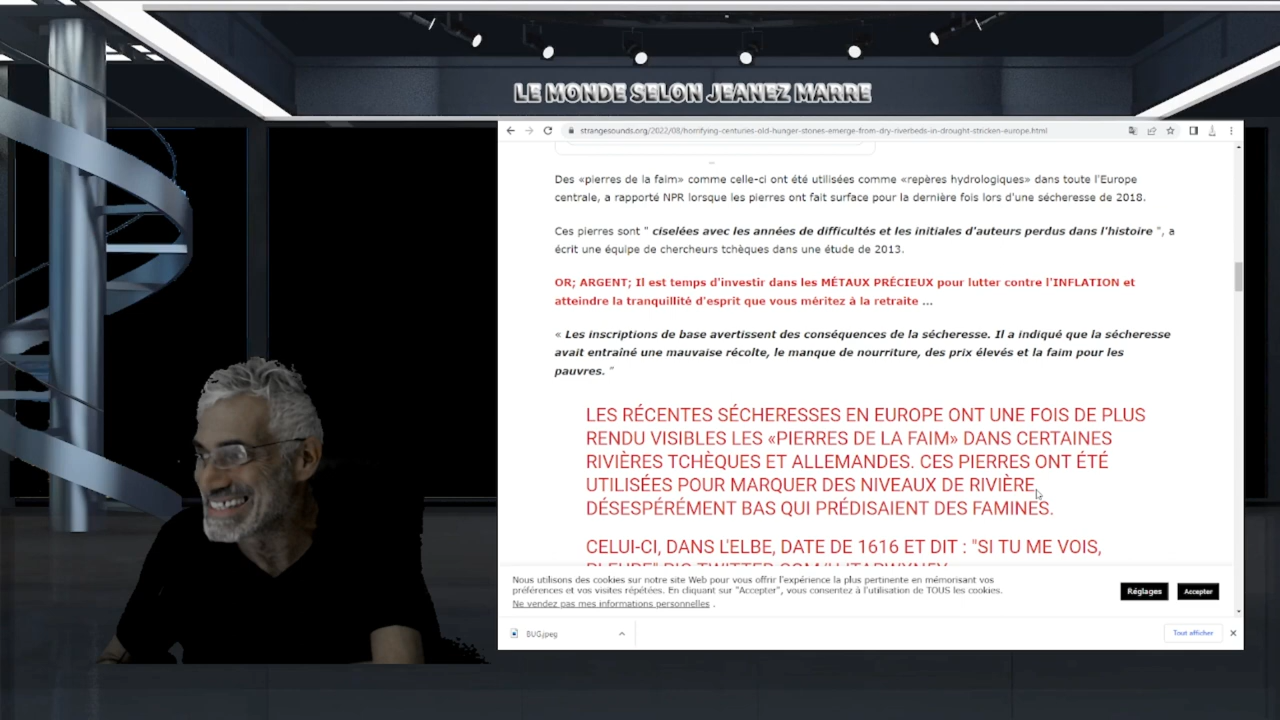 LE MONDE SELON JEANEZ MARRE
strangesounds.org/2022/08/horrifying-centuries-old-hunger-stones-emerge-from-dry-riverbeds-in-drought-stricken-europe.html
Des «pierres de la faim» comme celle-ci ont été utilisées comme «repères hydrologiques» dans toute l'Europe
centrale, a rapporté NPR lorsque les pierres ont fait surface pour la dernière fois lors d'une sécheresse de 2018.
Ces pierres sont " ciselées avec les années de difficultés et les initiales d'auteurs perdus dans l'histoire ", a
écrit une équipe de chercheurs tchèques dans une étude de 2013.
OR; ARGENT; Il est temps d'investir dans les MÉTAUX PRÉCIEUX pour lutter contre l'INFLATION et
atteindre la tranquillité d'esprit que vous méritez à la retraite ...
« Les inscriptions de base avertissent des conséquences de la sécheresse. Il a indiqué que la sécheresse
avait entraîné une mauvaise récolte, le manque de nourriture, des prix élevés et la faim pour les
pauvres. "
LES RÉCENTES SÉCHERESSES EN EUROPE ONT UNE FOIS DE PLUS
RENDU VISIBLES LES «PIERRES DE LA FAIM» DANS CERTAINES
RIVIÈRES TCHÈQUES ET ALLEMANDES. CES PIERRES ONT ÉTÉ
UTILISÉES POUR MARQUER DES NIVEAUX DE RIVIÈRE
DÉSESPÉRÉMENT BAS QUI PRÉDISAIENT DES FAMINES.
CELUI-CI, DANS L'ELBE, DATE DE 1616 ET DIT : "SI TU ME VOIS,
Nous utilisons des cookies sur notre site Web pour vous offrir l'expérience la plus pertinente en mémorisant vos
préférences et vos visites répétées. En cliquant sur "Accepter", vous consentez à l'utilisation de TOUS les cookies.
Ne vendez pas mes informations personnelles .
Réglages
Accepter
BUG.jpeg
Tout afficher